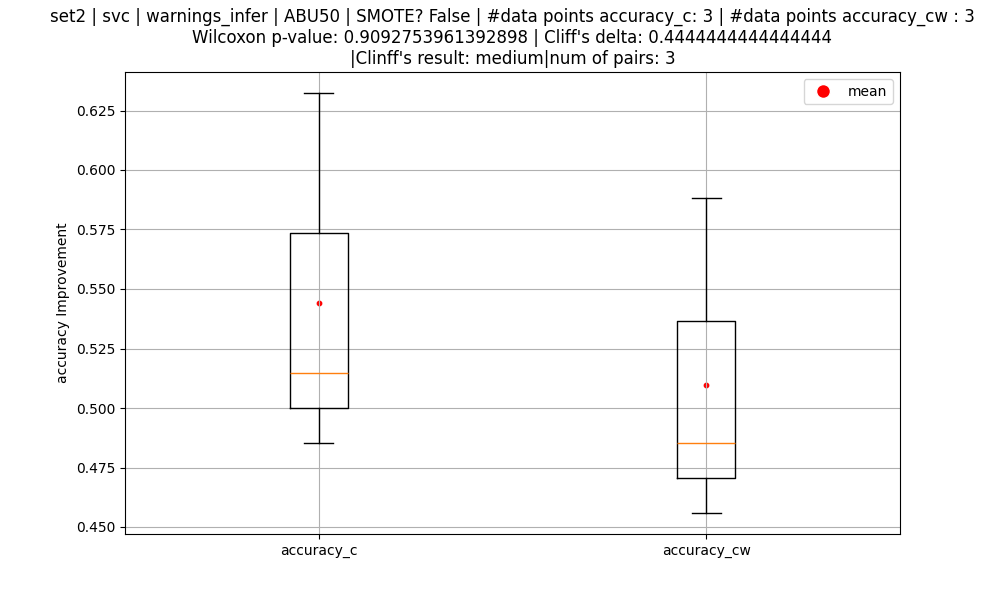 set2 | svc | warnings_infer | ABU50 | SMOTE? False | #data points accuracy_c: 3 | #data points accuracy_cw : 3
Wilcoxon p-value: 0.9092753961392898 | Cliff's delta: 0.4444444444444444
|Clinff's result: medium|num of pairs: 3
mean
0.625
0.600
0.575
0.550
0.525
0.500
0.475
0.450
accuracy Improvement
accuracy_c
accuracy_cw